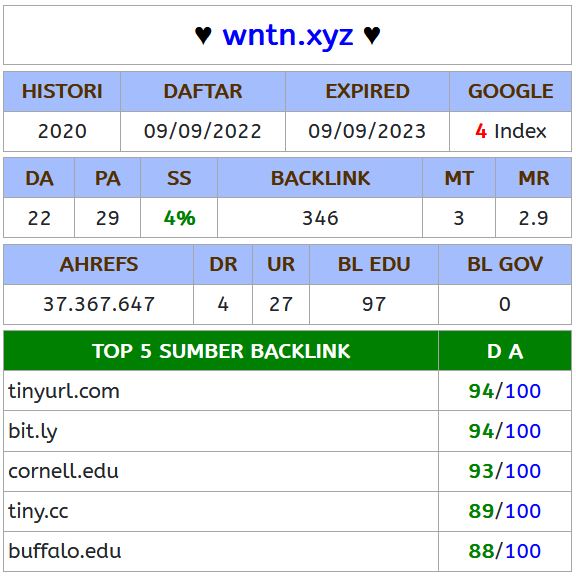 ♥ wntn.xyz ♥
HISTORI DAFTAR EXPIRED GOOGLE
2020 09/09/2022 09/09/2023 4 Index
DA PA SS BACKLINK MT MR
22 29 4% 346 3 2.9
AHREFS DR UR BL EDU BL GOV
37.367.647 4 27 97 0
TOP 5 SUMBER BACKLINK D A
tinyurl.com 94/100
bit.ly 94/100
cornell.edu 93/100
tiny.cc 89/100
buffalo.edu 88/100